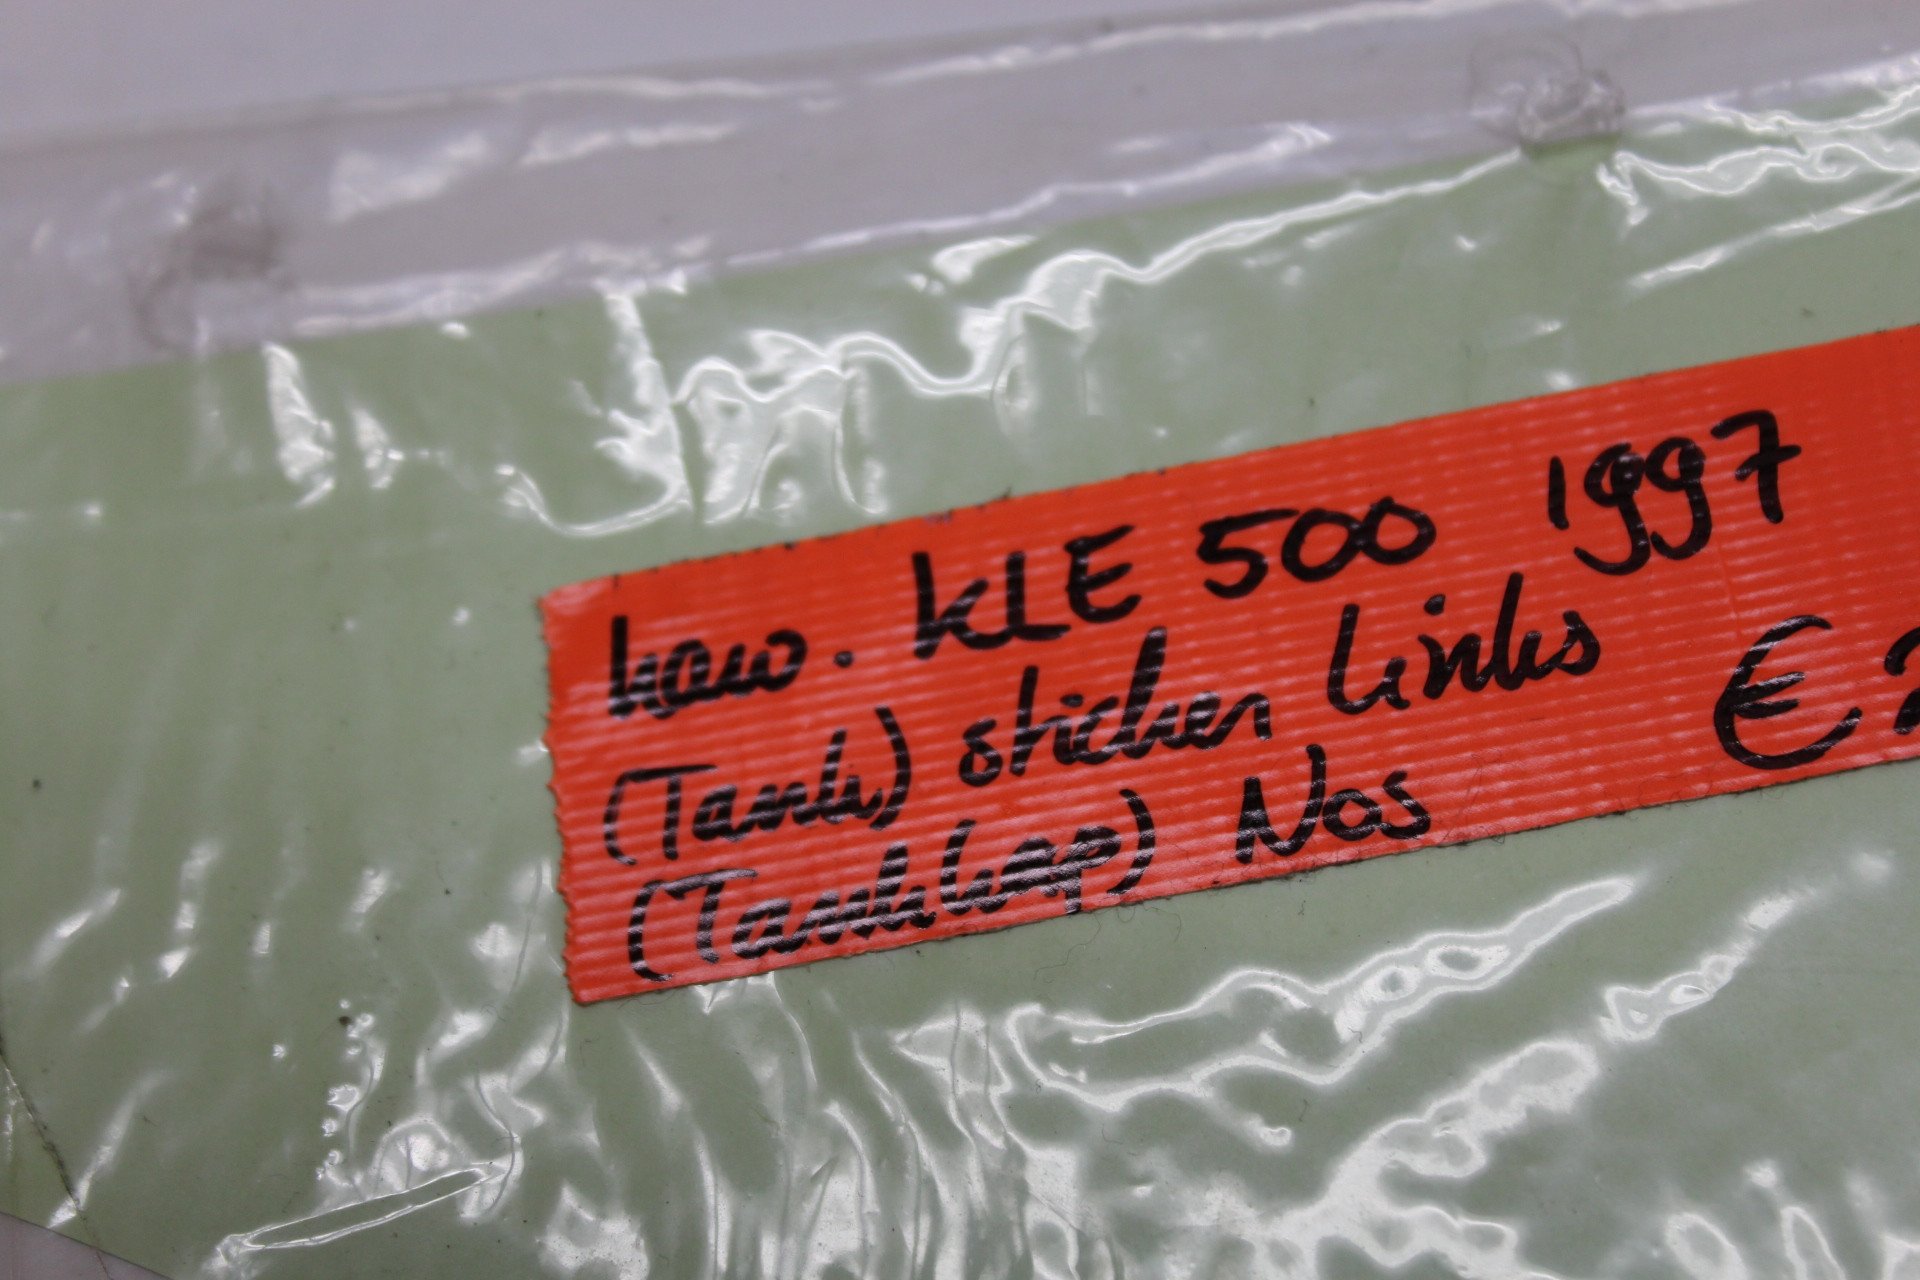 kaw. KLE 500 1997
(Tank) sticker links
(Tankkap) NOS €